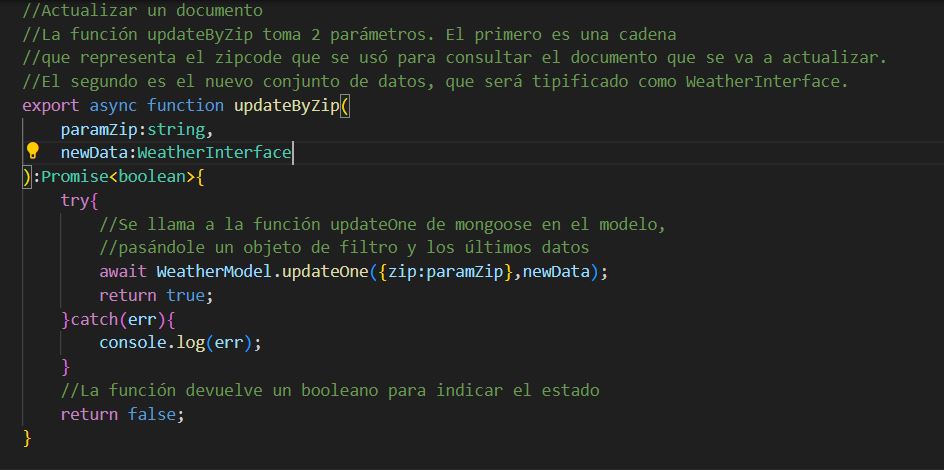 //Actualizar un documento
//La función updateByZip toma 2 parámetros. El primero es una cadena
//que representa el zipcode que se usó para consultar el documento que se va a actualizar.
//El segundo es el nuevo conjunto de datos, que será tipificado como WeatherInterface.
export async function updateByZip(
    paramZip:string,
    newData:WeatherInterface
):Promise<boolean>{
    try{
        //Se llama a la función updateOne de mongoose en el modelo,
        //pasándole un objeto de filtro y los últimos datos
        await WeatherModel.updateOne({zip:paramZip},newData);
        return true;
    }catch(err){
        console.log(err);
    }
    //La función devuelve un booleano para indicar el estado
    return false;
}